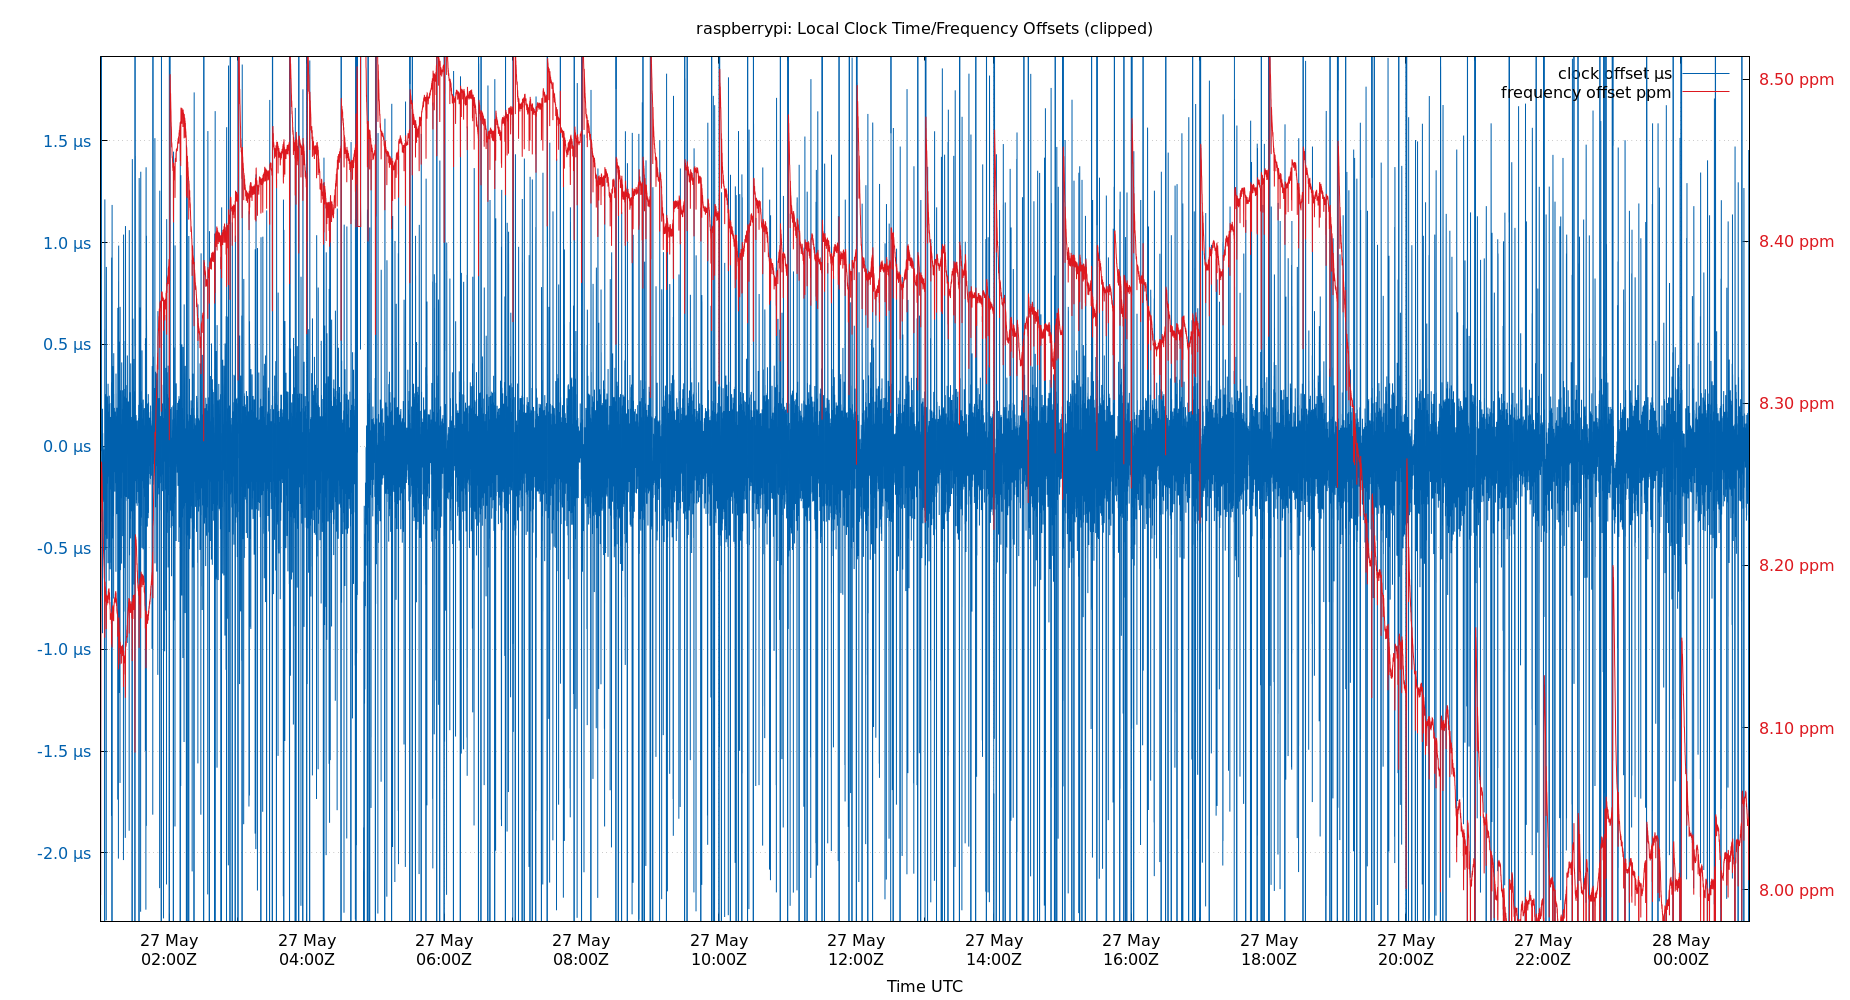 raspberrypi: Local Clock Time/Frequency Offsets (clipped)
clock offset µs
frequency offset ppm
1.5 µs
1.0 µs
0.5 µs
0.0 µs
-0.5 µs
-1.0 µs
-1.5 µs
-2.0 µs
8.50 ppm
8.40 ppm
8.30 ppm
8.20 ppm
8.10 ppm
8.00 ppm
27 May 27 May 27 May 27 May 27 May 27 May 27 May 27 May 27 May 27 May 27 May 28 May
02:00Z 04:00Z 06:00Z 08:00Z 10:00Z 12:00Z 14:00Z 16:00Z 18:00Z 20:00Z 22:00Z 00:00Z
Time UTC